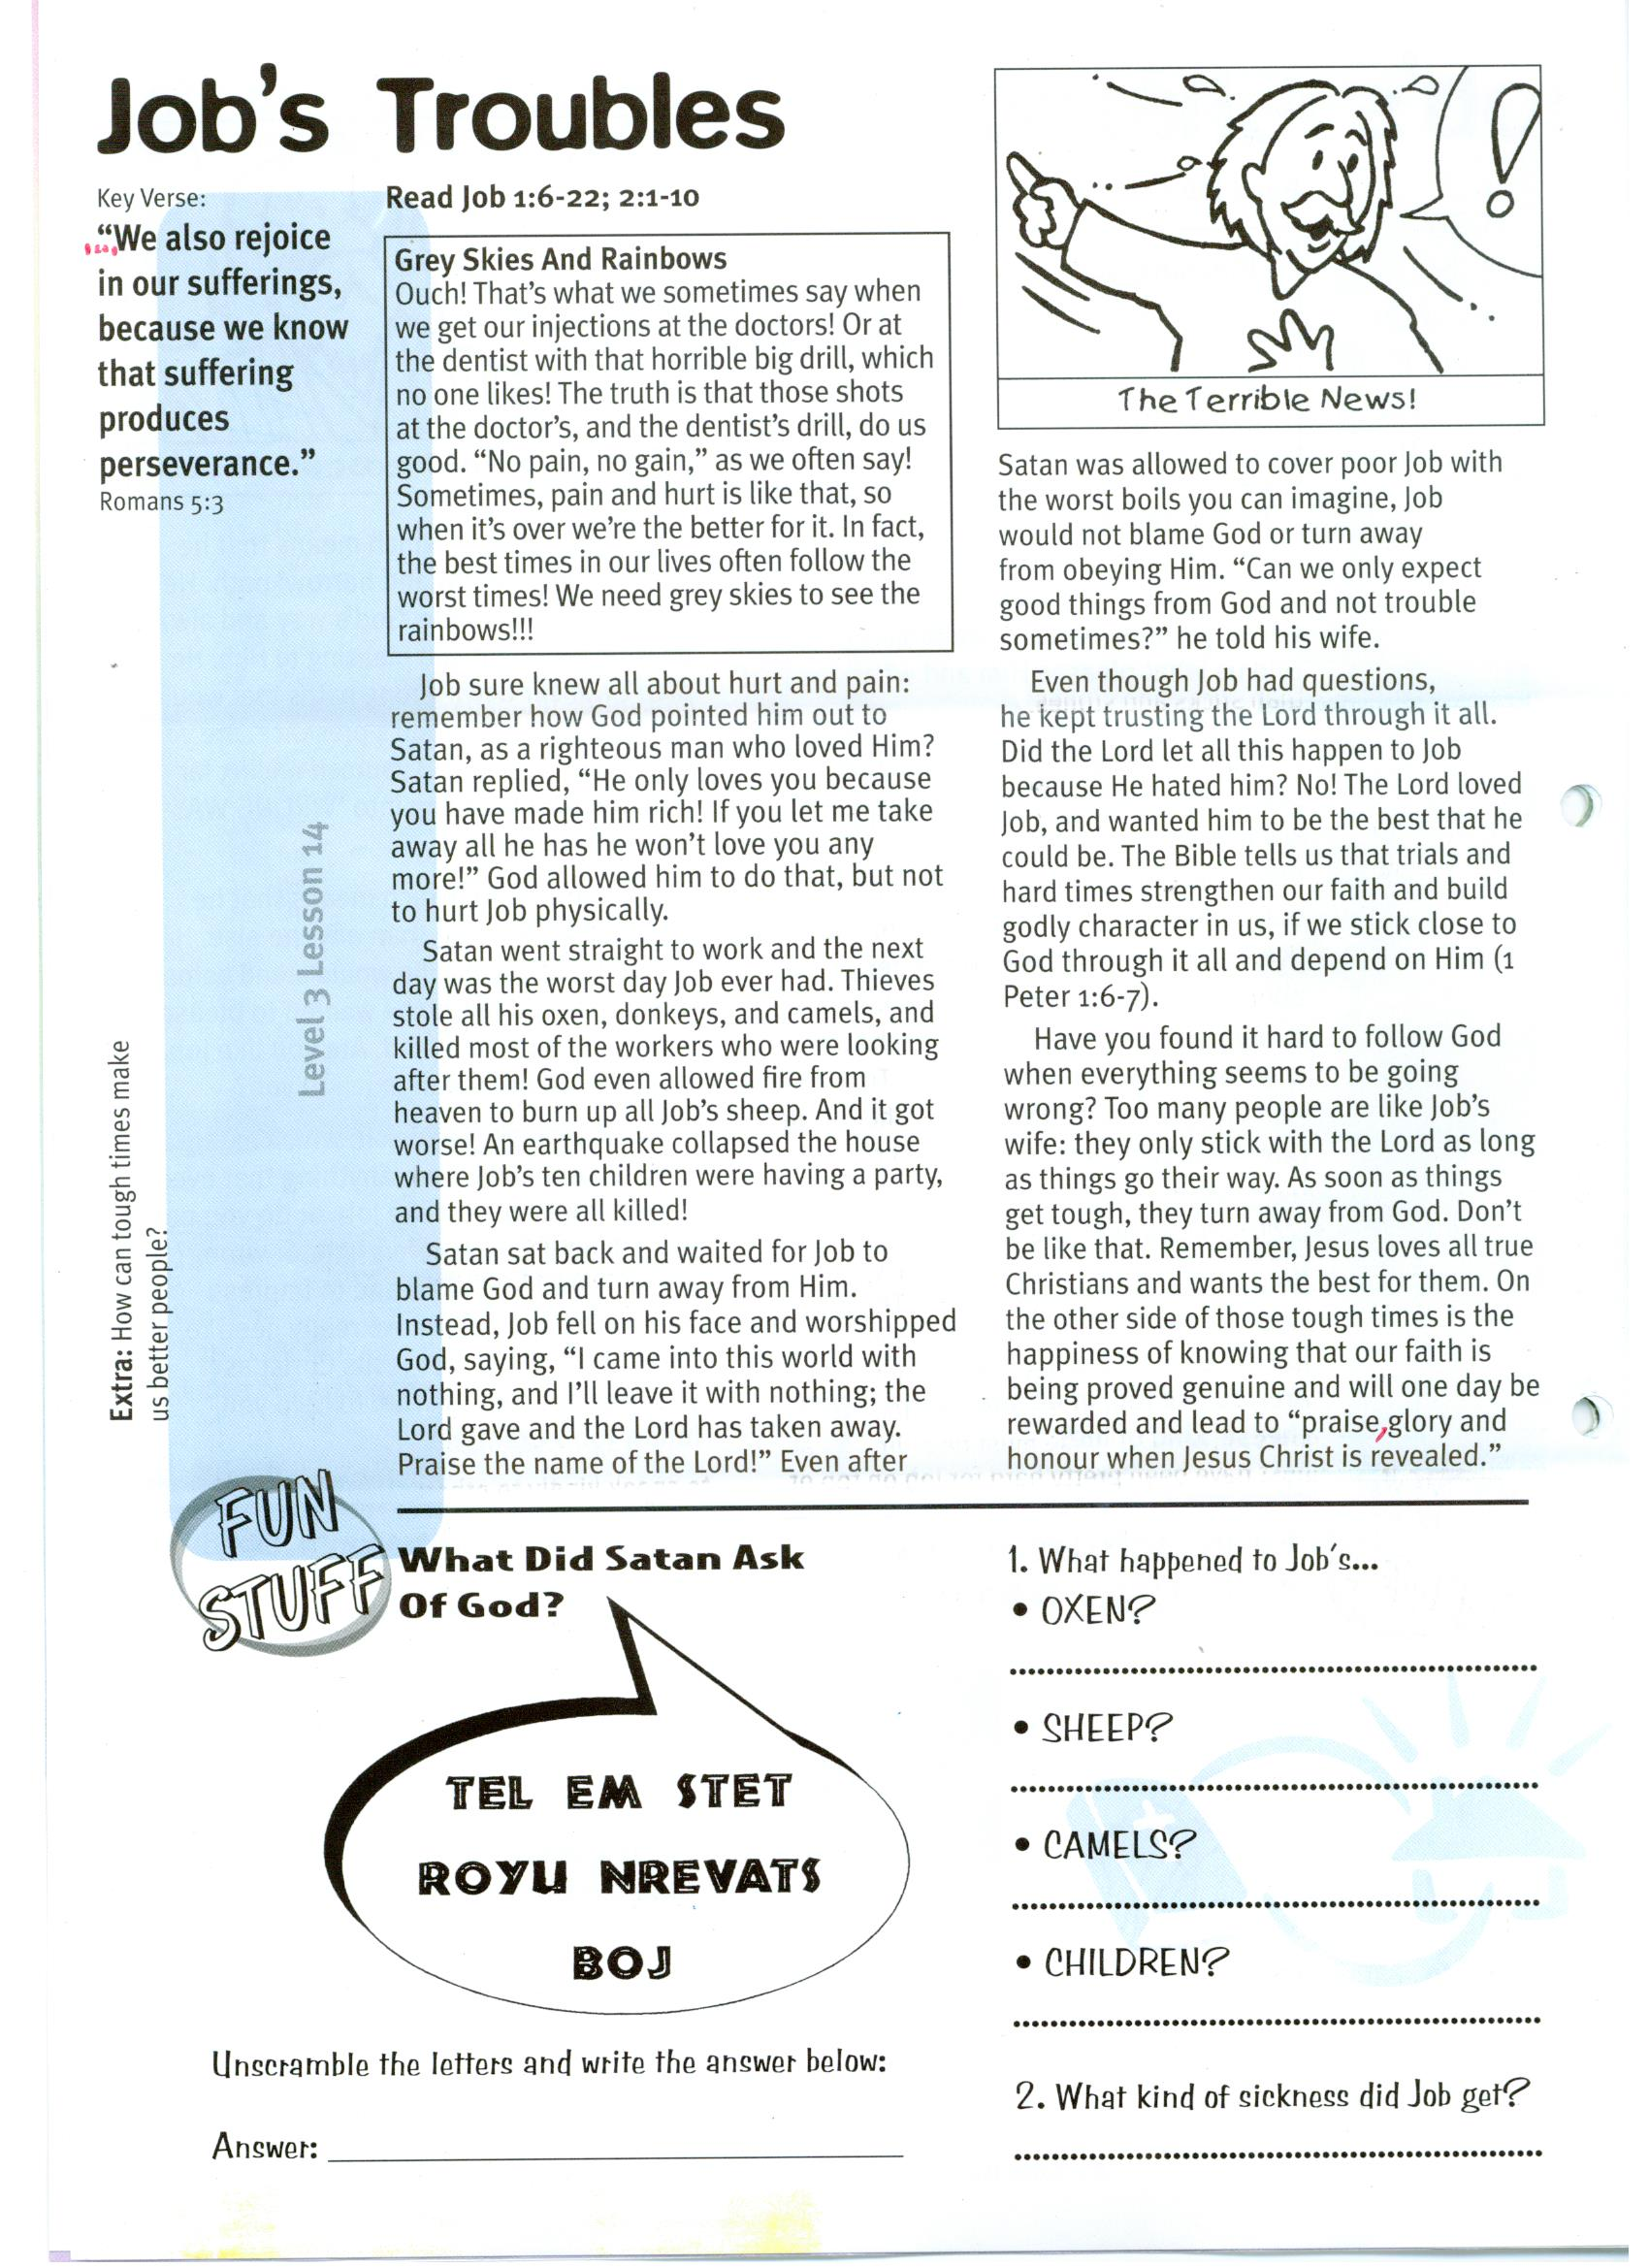 Job's Troubles
Key Verse:
“We also rejoice
in our sufferings,
because we know
that suffering
produces
perseverance.”
Romans 5:3
Level 3 Lesson 14
Extra: How can tough times make
us better people?
Read Job 1:6-22; 2:1-10
Grey Skies And Rainbows
Ouch! That’s what we sometimes say when
we get our injections at the doctors! Or at
the dentist with that horrible big drill, which
no one likes! The truth is that those shots
at the doctor’s, and the dentist’s drill, do us
good. “No pain, no gain,” as we often say!
Sometimes, pain and hurt is like that, so
when it’s over we’re the better for it. In fact,
the best times in our lives often follow the
worst times! We need grey skies to see the
rainbows!!!
Job sure knew all about hurt and pain:
remember how God pointed him out to
Satan, as a righteous man who loved Him?
Satan replied, “He only loves you because
you have made him rich! If you let me take
away all he has he won’t love you any
more!” God allowed him to do that, but not
to hurt Job physically.
Satan went straight to work and the next
day was the worst day Job ever had. Thieves
stole all his oxen, donkeys, and camels, and
killed most of the workers who were looking
after them! God even allowed fire from
heaven to burn up all Job’s sheep. And it got
worse! An earthquake collapsed the house
where Job’s ten children were having a party,
and they were all killed!
Satan sat back and waited for Job to
blame God and turn away from Him.
Instead, Job fell on his face and worshipped
God, saying, “I came into this world with
nothing, and I’ll leave it with nothing; the
Lord gave and the Lord has taken away.
Praise the name of the Lord!” Even after
!
The Terrible News!
Satan was allowed to cover poor Job with
the worst boils you can imagine, Job
would not blame God or turn away
from obeying Him. “Can we only expect
good things from God and not trouble
sometimes?” he told his wife.
Even though Job had questions,
he kept trusting the Lord through it all.
Did the Lord let all this happen to Job
because He hated him? No! The Lord loved
Job, and wanted him to be the best that he
could be. The Bible tells us that trials and
hard times strengthen our faith and build
godly character in us, if we stick close to
God through it all and depend on Him (1
Peter 1:6-7).
Have you found it hard to follow God
when everything seems to be going
wrong? Too many people are like Job’s
wife: they only stick with the Lord as long
as things go their way. As soon as things
get tough, they turn away from God. Don’t
be like that. Remember, Jesus loves all true
Christians and wants the best for them. On
the other side of those tough times is the
happiness of knowing that our faith is
being proved genuine and will one day be
rewarded and lead to “praise,glory and
honour when Jesus Christ is revealed.”
FUN
STUFF
What Did Satan Ask
Of God?
TEL EM STET
ROYU NREVATS
BOJ
Unscramble the letters and write the answer below:
Answer:
1. What happened to Job’s...
• OXEN?
• SHEEP?
• CAMELS?
• CHILDREN?
2. What kind of sickness did Job get?